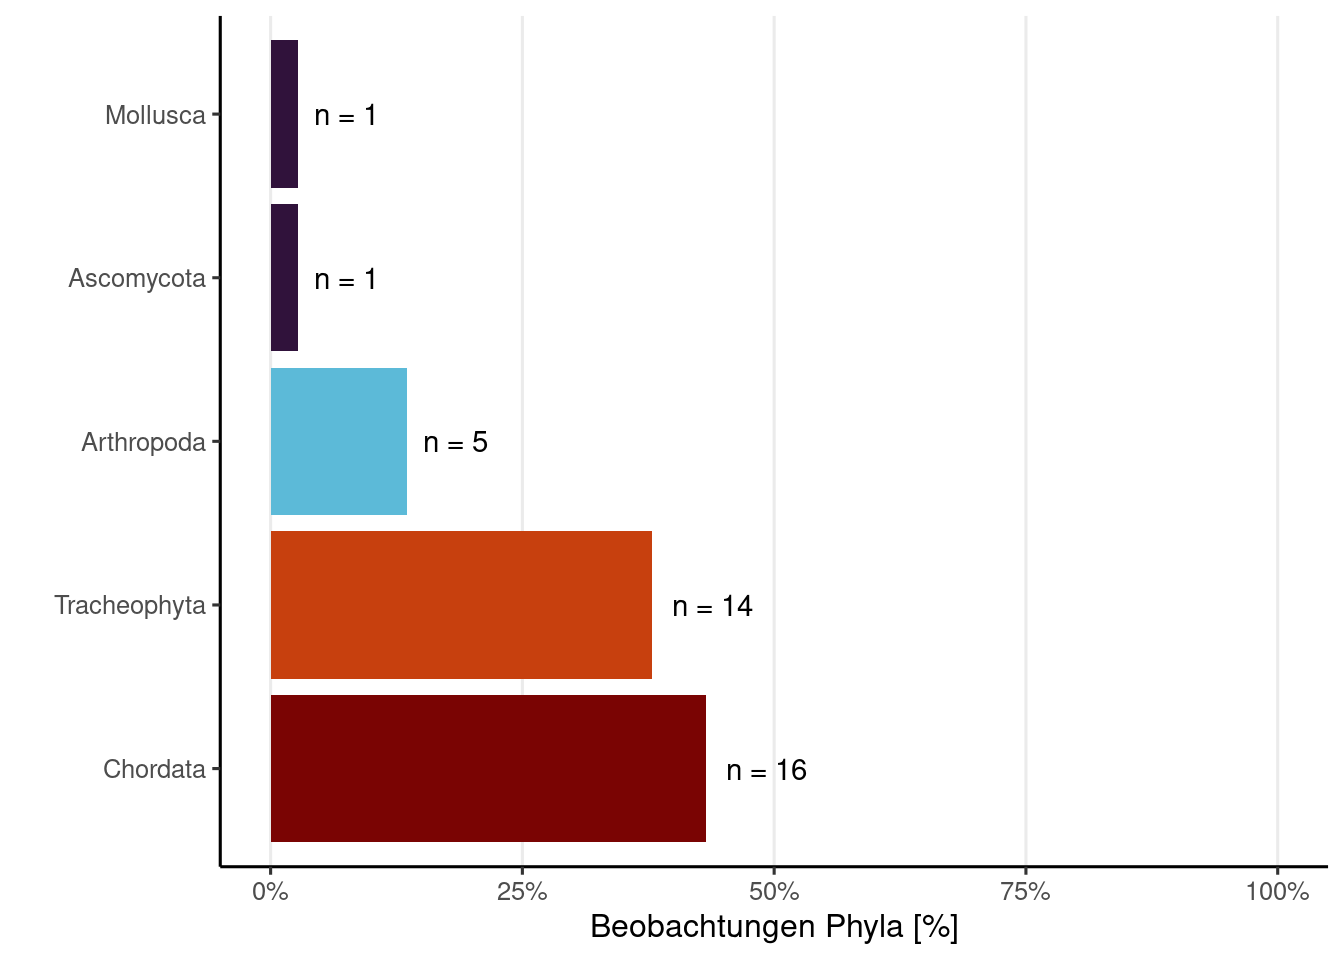 Mollusca
n = 1
Ascomycota
n = 1
Arthropoda
n = 5
Tracheophyta
n = 14
Chordata
n = 16
0% 25% 50% 75% 100%
Beobachtungen Phyla [%]